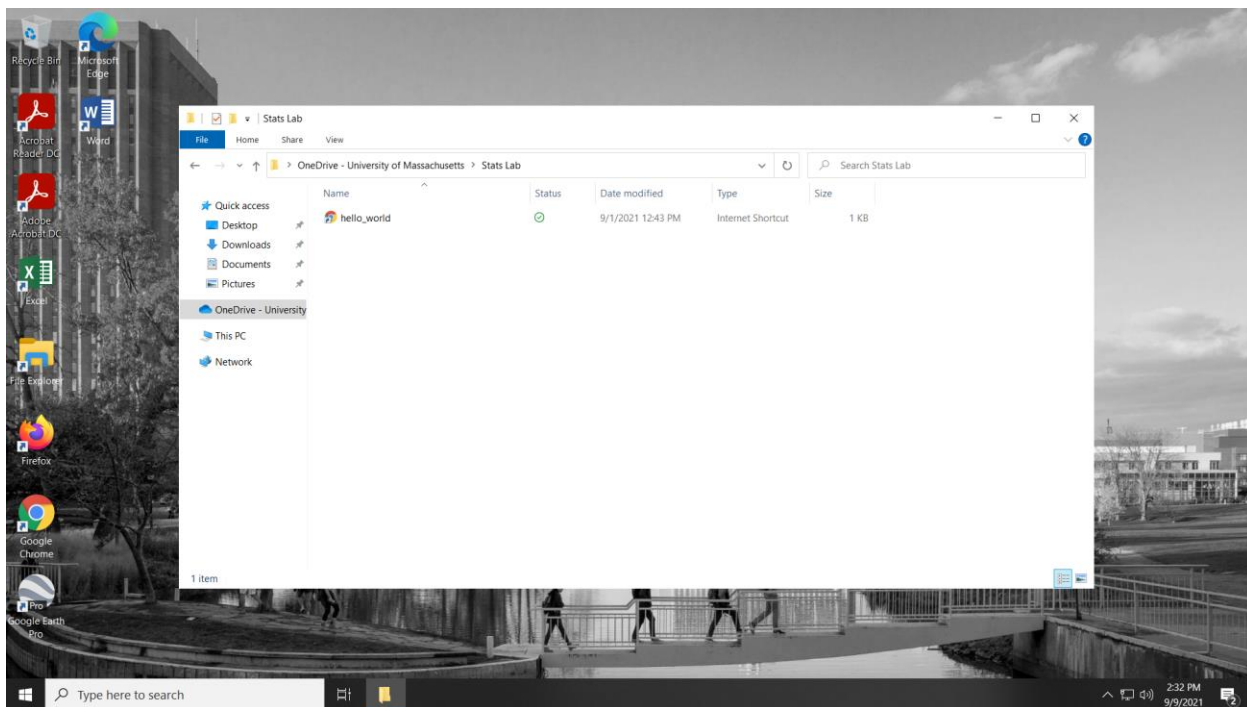 Recycle Bin
Microsoft
Edge
Acrobat
Reader DC
Word
Adobe
Acrobat DC
Excel
File Explorer
Firefox
Google
Chrome
Pro
Google Earth
Pro
Stats Lab
File Home Share View
OneDrive - University of Massachusetts > Stats Lab
Search Stats Lab
Name Status Date modified Type Size
hello_world 9/1/2021 12:43 PM Internet Shortcut 1 KB
Quick access
Desktop
Downloads
Documents
Pictures
OneDrive - University
This PC
Network
1 item
Type here to search
2:32 PM
9/9/2021
2